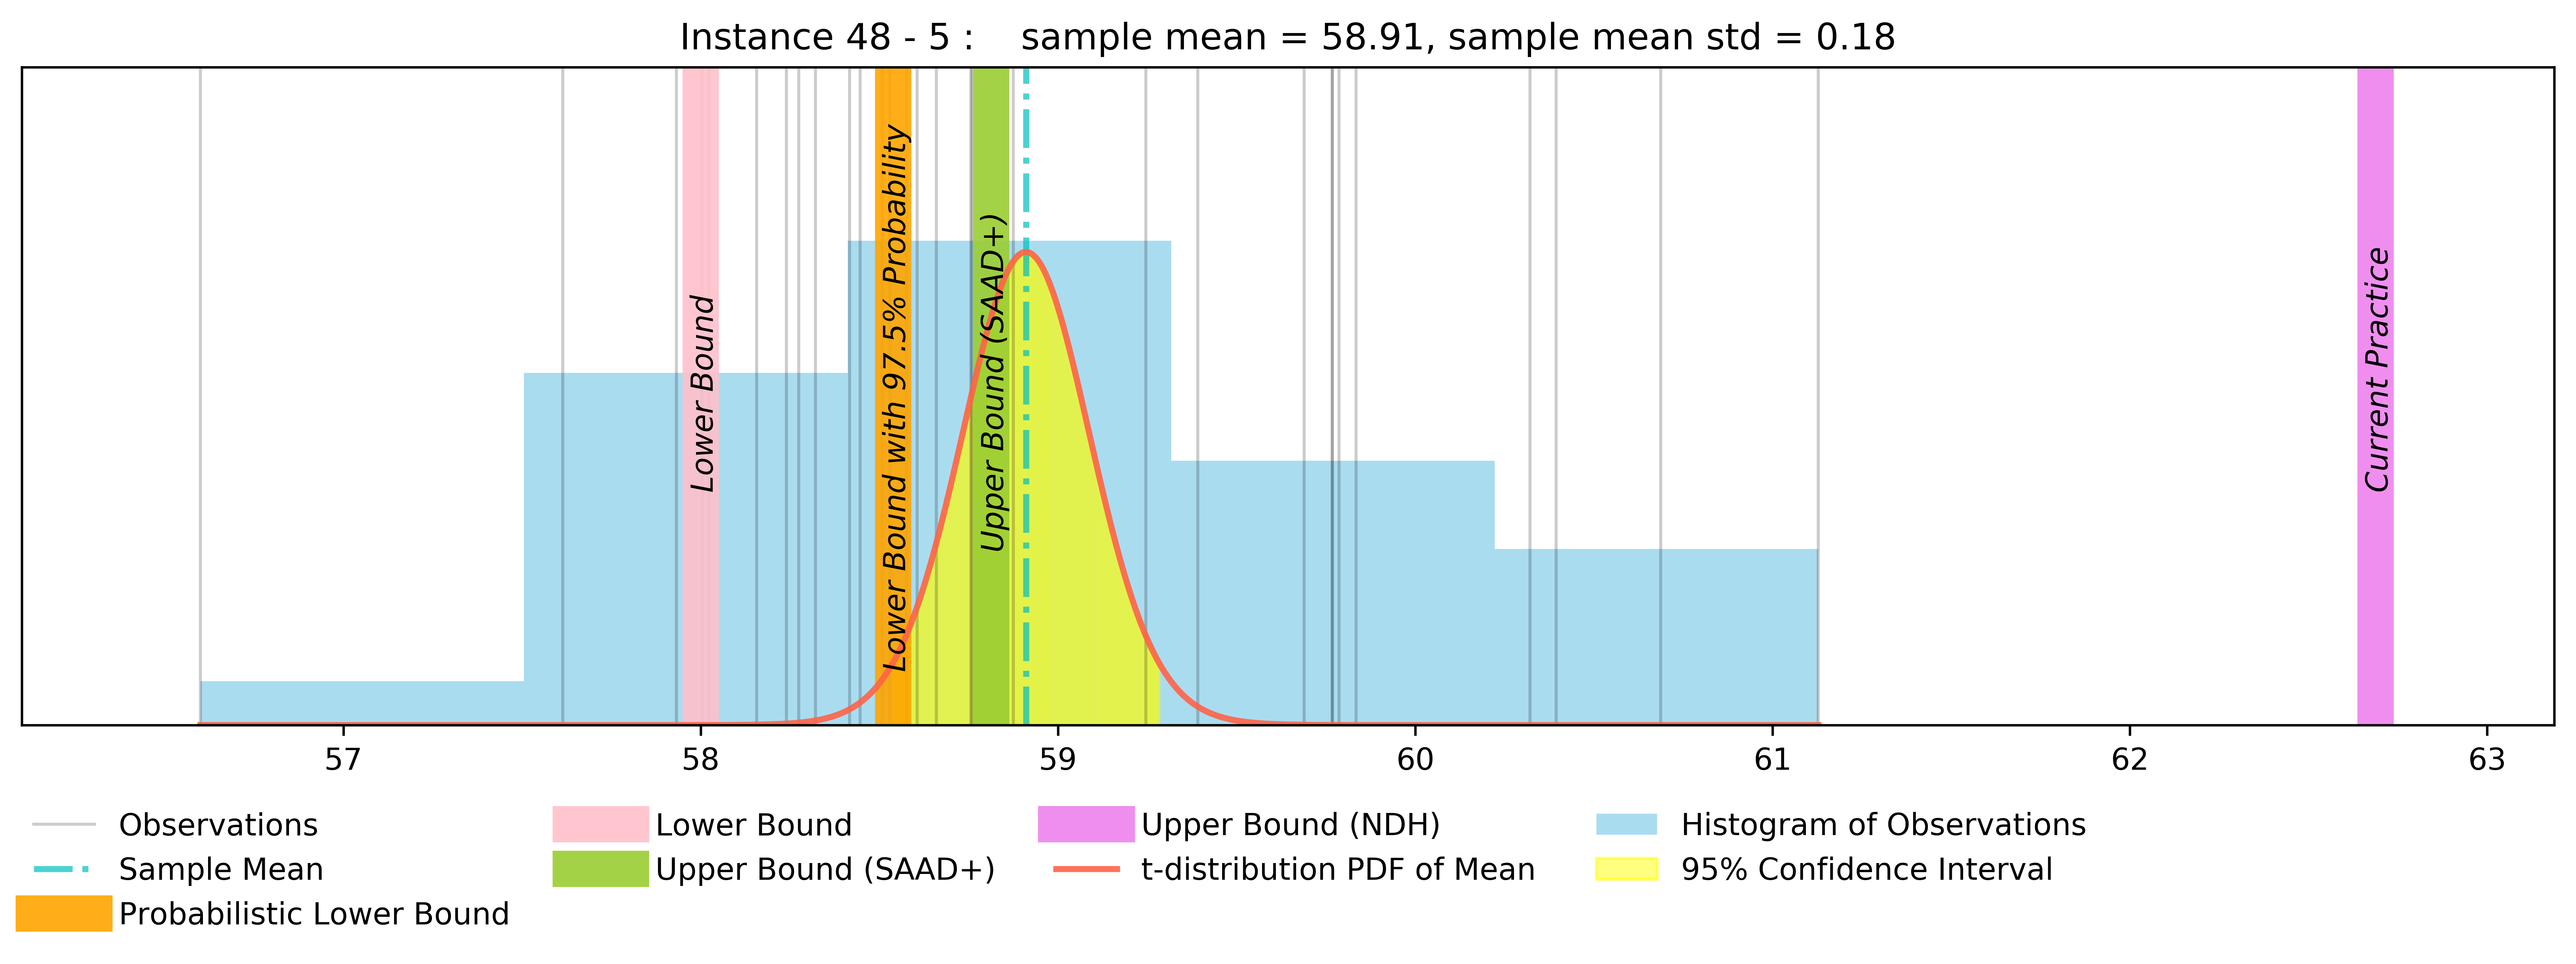 Instance 48 - 5 :    sample mean = 58.91, sample mean std = 0.18
Lower Bound
Lower Bound with 97.5% Probability
Upper Bound (SAAD+)
Current Practice
57 58 59 60 61 62 63
Observations
Sample Mean
Probabilistic Lower Bound
Lower Bound
Upper Bound (SAAD+)
Upper Bound (NDH)
t-distribution PDF of Mean
Histogram of Observations
95% Confidence Interval